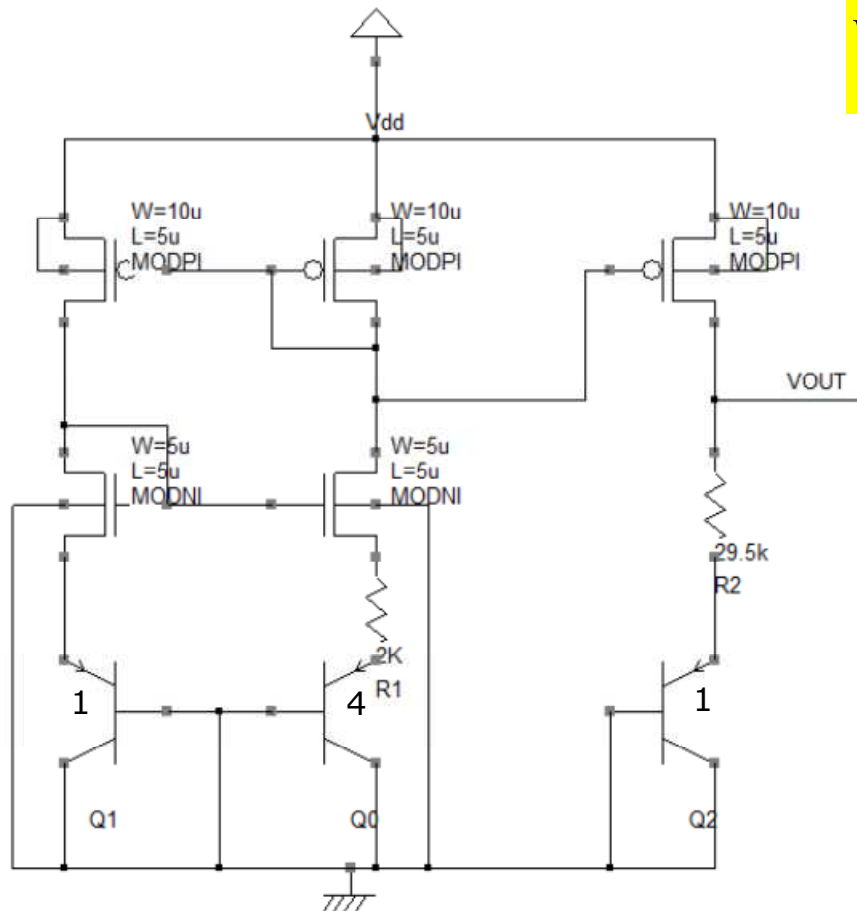 Vdd
W=10u
L=5u
MODPI
W=10u
L=5u
MODPI
W=10u
L=5u
MODPI
VOUT
W=5u
L=5u
MODNI
W=5u
L=5u
MODNI
29.5k
R2
2K
R1
1
4
1
Q1
Q0
Q2